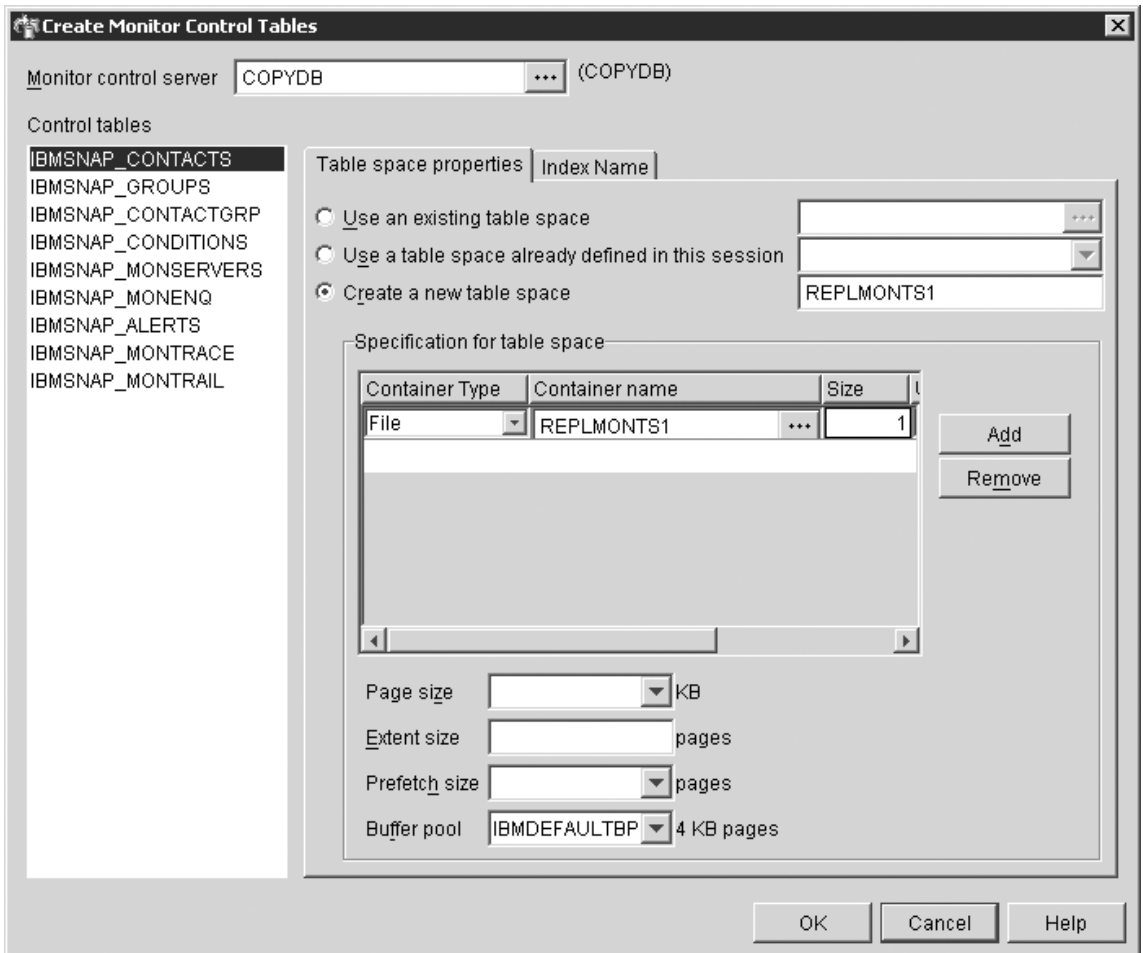 Create Monitor Control Tables
Monitor control server COPYDB ... (COPYDB)
Control tables
IBMSNAP_CONTACTS
IBMSNAP_GROUPS
IBMSNAP_CONTACTGRP
IBMSNAP_CONDITIONS
IBMSNAP_MONSERVERS
IBMSNAP_MONENQ
IBMSNAP_ALERTS
IBMSNAP_MONTRACE
IBMSNAP_MONTRAIL
Table space properties Index Name
Use an existing table space ...
Use a table space already defined in this session
Create a new table space REPLMONTS1
Specification for table space
Container Type Container name Size
File REPLMONTS1 ... 1
Add
Remove
Page size KB
Extent size pages
Prefetch size pages
Buffer pool IBMDEFAULTBP 4 KB pages
OK Cancel Help